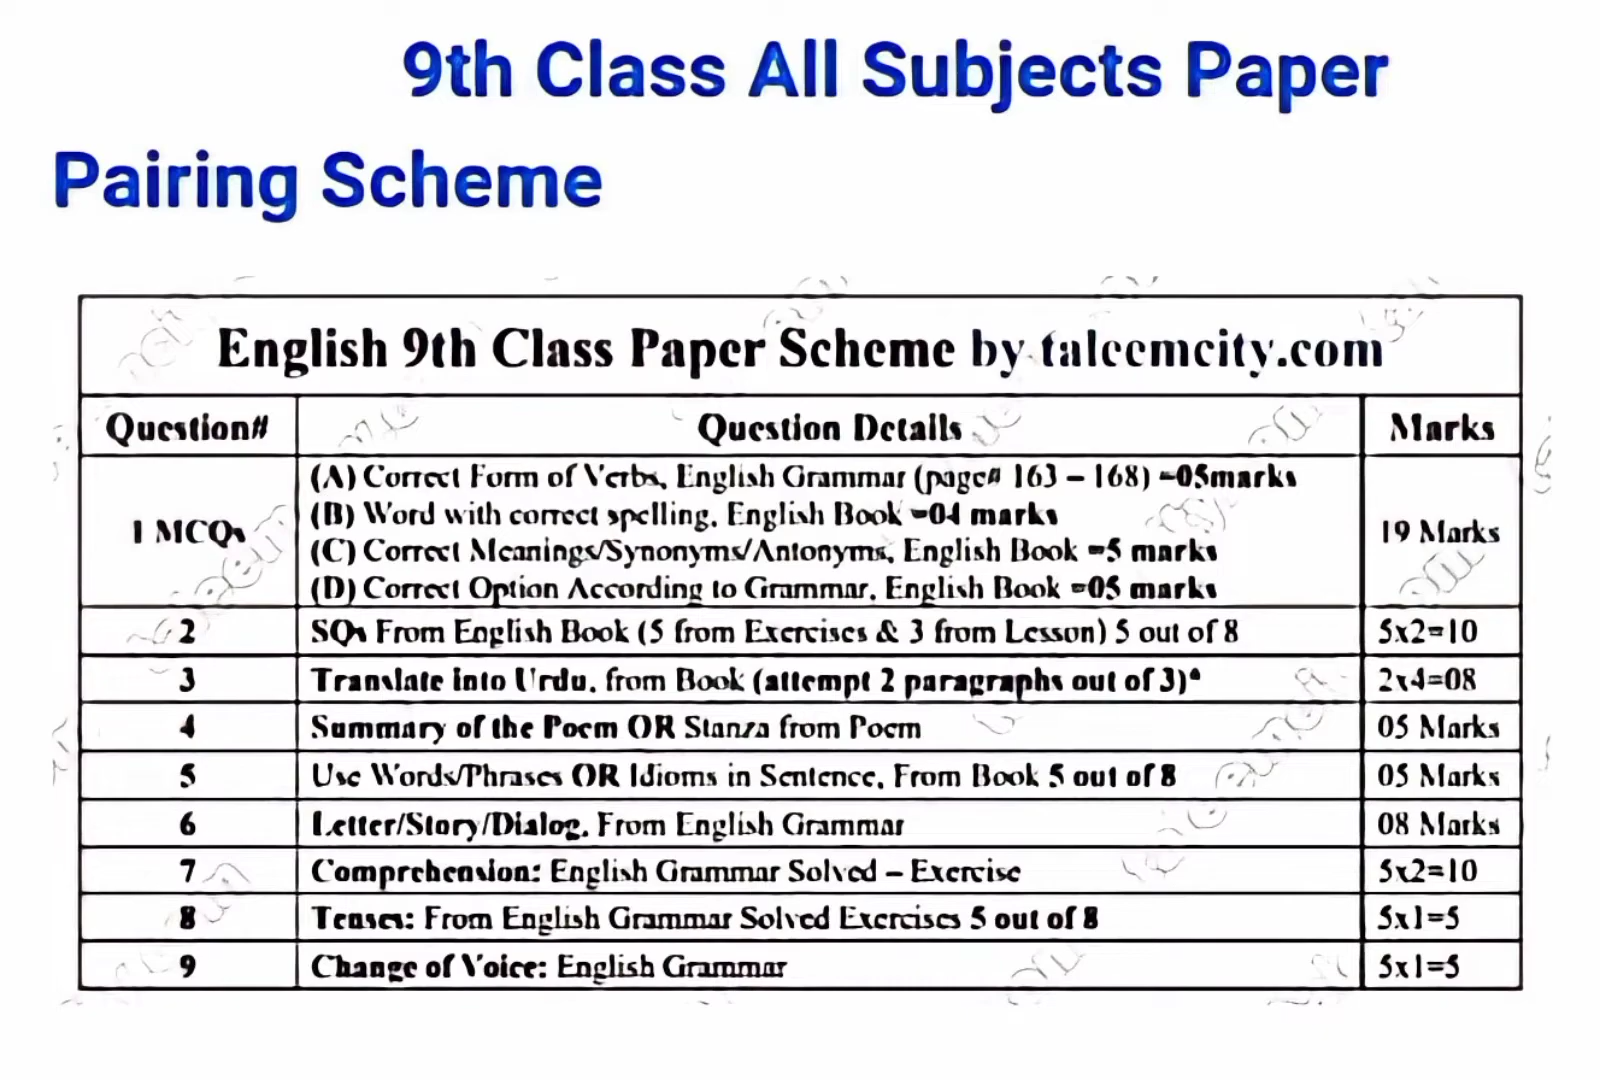 9th Class All Subjects Paper
Pairing Scheme
English 9th Class Paper Scheme by taleemcity.com
Question# Question Details Marks
1 MCQs
(A) Correct Form of Verbs, English Grammar (page# 163 – 168) =05marks
(B) Word with correct spelling, English Book =04 marks
(C) Correct Meanings/Synonyms/Antonyms, English Book =5 marks
(D) Correct Option According to Grammar, English Book =05 marks
19 Marks
2 SQs From English Book (5 from Exercises & 3 from Lesson) 5 out of 8 5x2=10
3 Translate into Urdu, from Book (attempt 2 paragraphs out of 3)* 2x4=08
4 Summary of the Poem OR Stanza from Poem 05 Marks
5 Use Words/Phrases OR Idioms in Sentence, From Book 5 out of 8 05 Marks
6 Letter/Story/Dialog, From English Grammar 08 Marks
7 Comprehension: English Grammar Solved – Exercise 5x2=10
8 Tenses: From English Grammar Solved Exercises 5 out of 8 5x1=5
9 Change of Voice: English Grammar 5x1=5